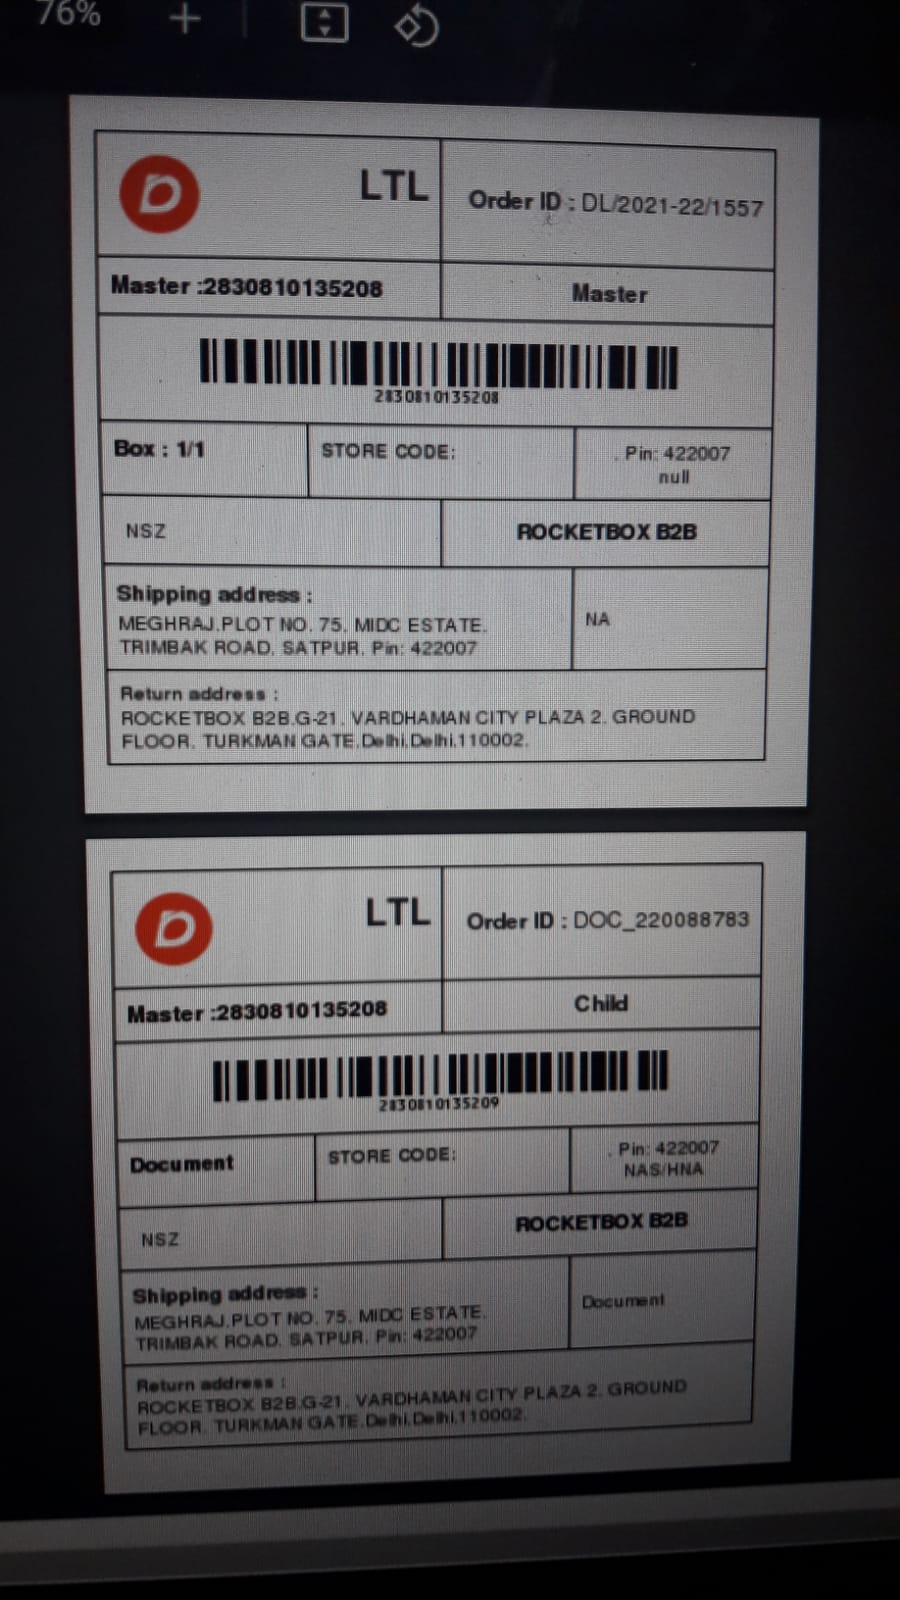 76%
LTL
Order ID : DL/2021-22/1557
Master :2830810135208
Master
2830810135208
Box : 1/1
STORE CODE:
. Pin: 422007
null
NSZ
ROCKETBOX B2B
Shipping address :
MEGHRAJ,PLOT NO. 75, MIDC ESTATE,
TRIMBAK ROAD, SATPUR, Pin: 422007
NA
Return address :
ROCKETBOX B2B,G-21, VARDHAMAN CITY PLAZA 2, GROUND
FLOOR, TURKMAN GATE,Delhi,Delhi,110002.
LTL
Order ID : DOC_220088783
Master :2830810135208
Child
2830810135209
Document
STORE CODE:
. Pin: 422007
NAS/HNA
NSZ
ROCKETBOX B2B
Shipping address :
MEGHRAJ,PLOT NO. 75, MIDC ESTATE,
TRIMBAK ROAD, SATPUR, Pin: 422007
Document
Return address :
ROCKETBOX B2B,G-21, VARDHAMAN CITY PLAZA 2, GROUND
FLOOR, TURKMAN GATE,Delhi,Delhi,110002.